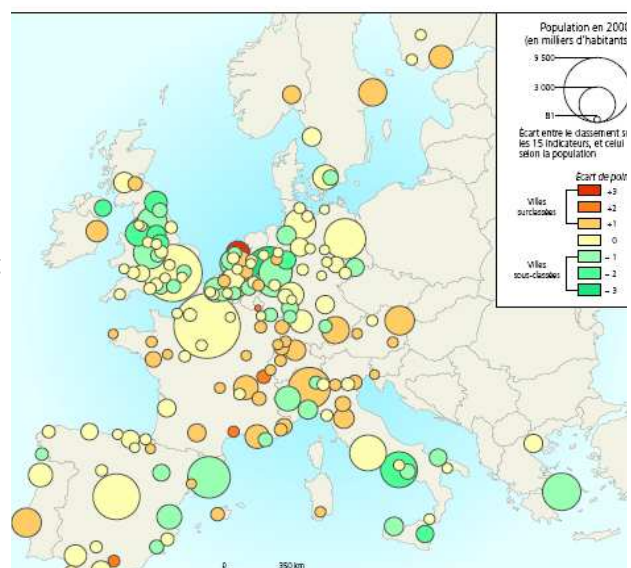 Population en 200
(en milliers d'habitants
9 500
3 000
81
Écart entre le classement s
les 15 indicateurs, et celui
selon la population
Écart de poin
Villes
surclassées
+3
+2
+1
0
Villes
sous-classées
– 1
– 2
– 3
0 350 km